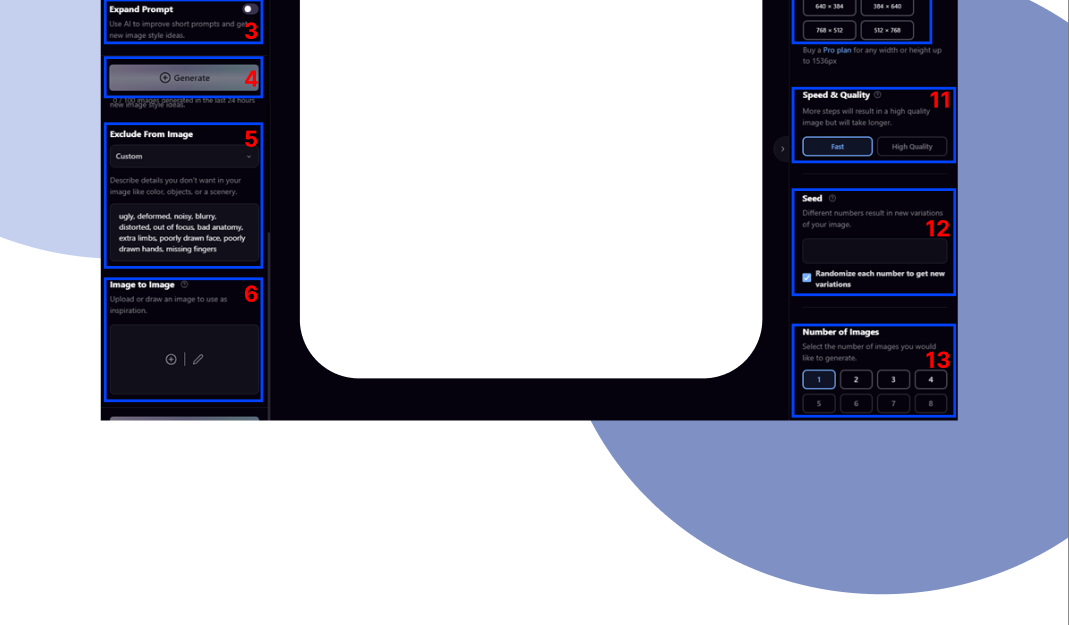 Expand Prompt
Use AI to improve short prompts and get
new image style ideas.
3
Generate
4
0 / 100 images generated in the last 24 hours
new image style ideas.
Exclude From Image
5
Custom
Describe details you don't want in your
image like color, objects, or a scenery.
ugly, deformed, noisy, blurry,
distorted, out of focus, bad anatomy,
extra limbs, poorly drawn face, poorly
drawn hands, missing fingers
Image to Image
6
Upload or draw an image to use as
inspiration.
640 × 384
384 × 640
768 × 512
512 × 768
Buy a Pro plan for any width or height up
to 1536px
Speed & Quality
11
More steps will result in a high quality
image but will take longer.
Fast
High Quality
Seed
Different numbers result in new variations
of your image.
12
Randomize each number to get new
variations
Number of Images
Select the number of images you would
like to generate.
13
1 2 3 4
5 6 7 8